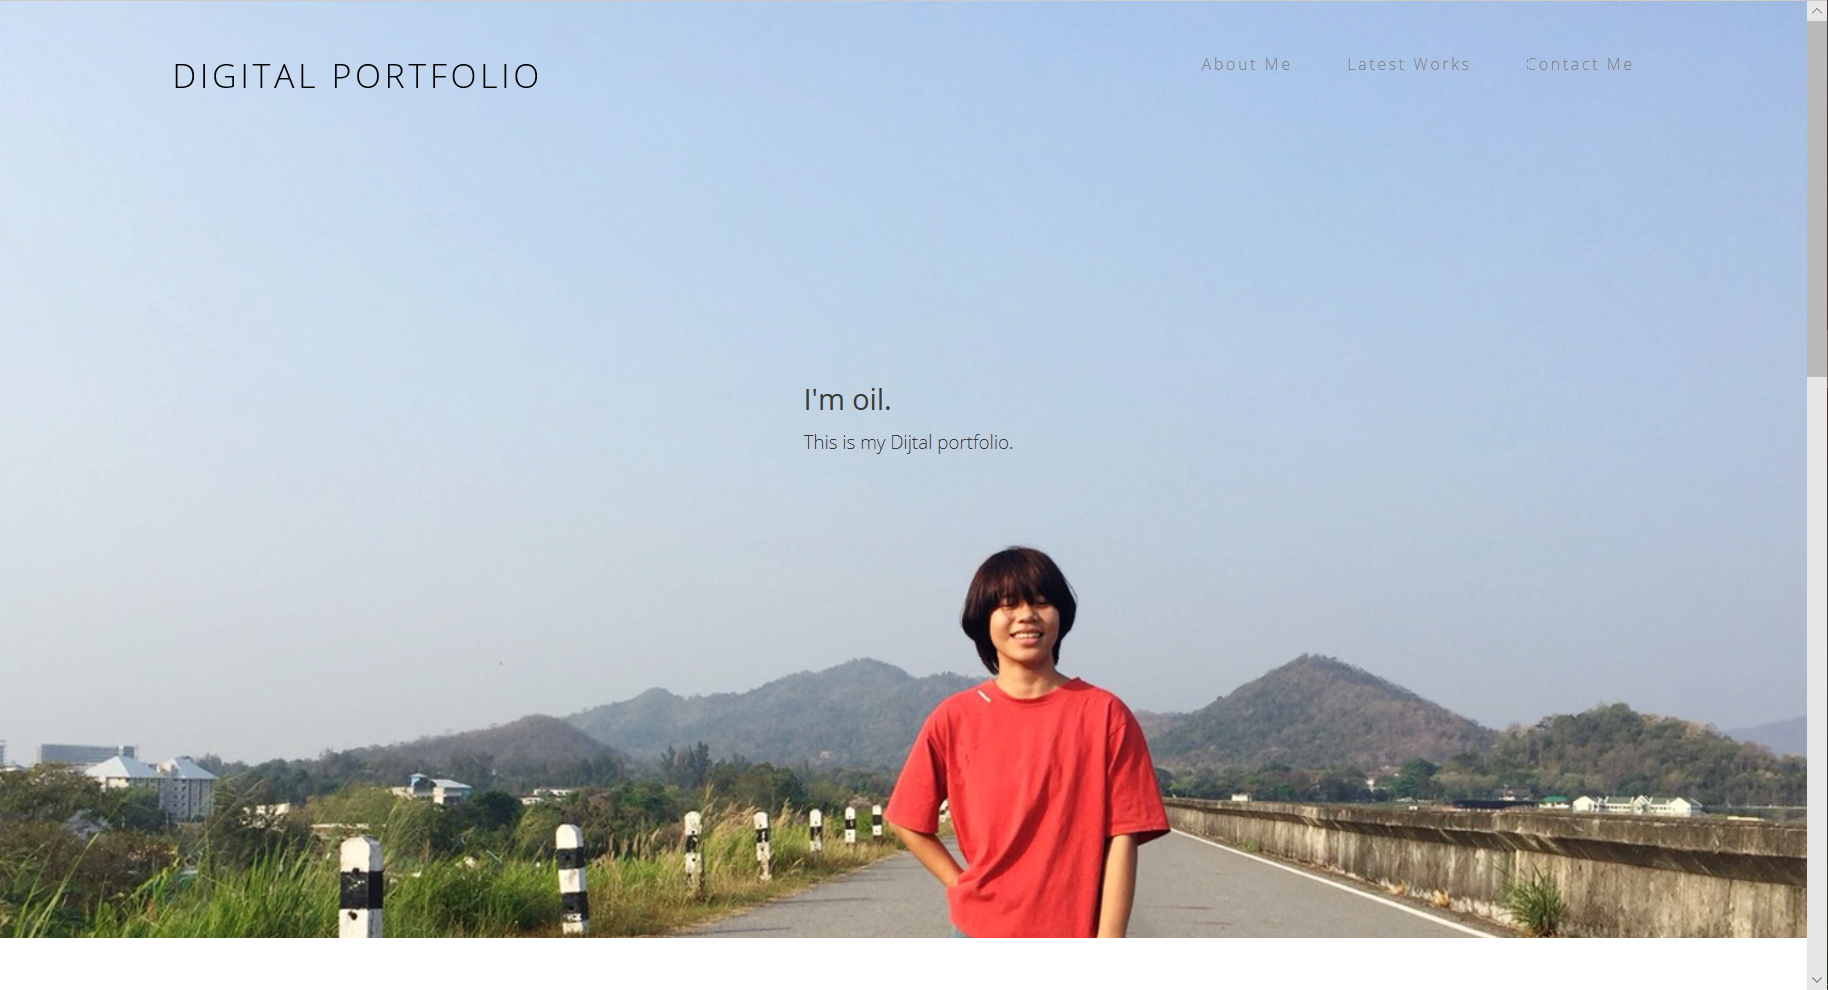 DIGITAL PORTFOLIO
About Me Latest Works Contact Me
I'm oil.
This is my Dijtal portfolio.